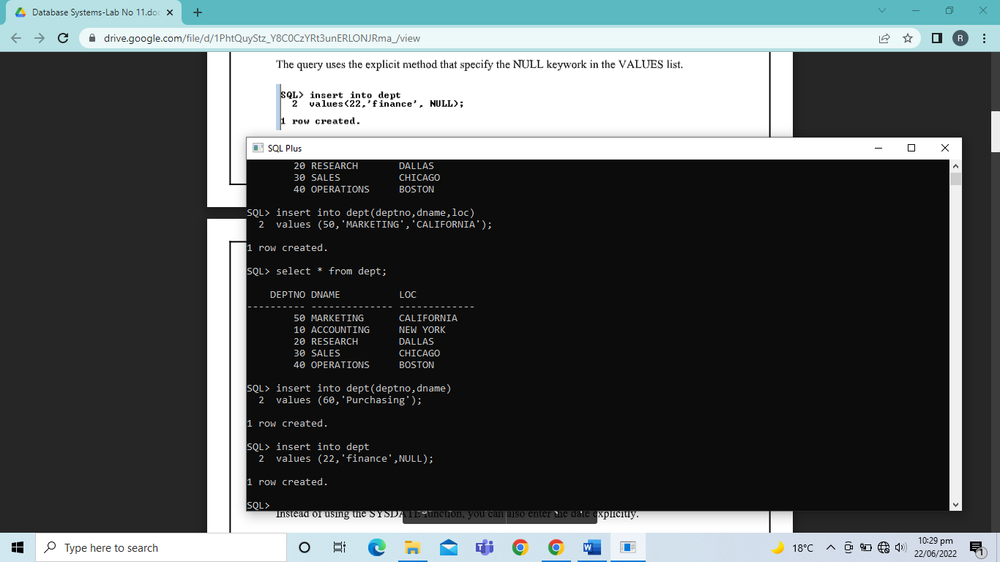 Database Systems-Lab No 11.doc
drive.google.com/file/d/1PhtQuyStz_Y8C0CzYRt3unERLONJRma_/view
R
The query uses the explicit method that specify the NULL keywork in the VALUES list.
SQL> insert into dept
2 values(22,'finance', NULL);
1 row created.
SQL Plus
20 RESEARCH DALLAS
30 SALES CHICAGO
40 OPERATIONS BOSTON
SQL> insert into dept(deptno,dname,loc)
2 values (50,'MARKETING','CALIFORNIA');
1 row created.
SQL> select * from dept;
DEPTNO DNAME LOC
---------- -------------- -------------
50 MARKETING CALIFORNIA
10 ACCOUNTING NEW YORK
20 RESEARCH DALLAS
30 SALES CHICAGO
40 OPERATIONS BOSTON
SQL> insert into dept(deptno,dname)
2 values (60,'Purchasing');
1 row created.
SQL> insert into dept
2 values (22,'finance',NULL);
1 row created.
SQL>
Instead of using the SYSDATE function, you can also enter the date explicitly.
Type here to search
18°C
10:29 pm
22/06/2022
1